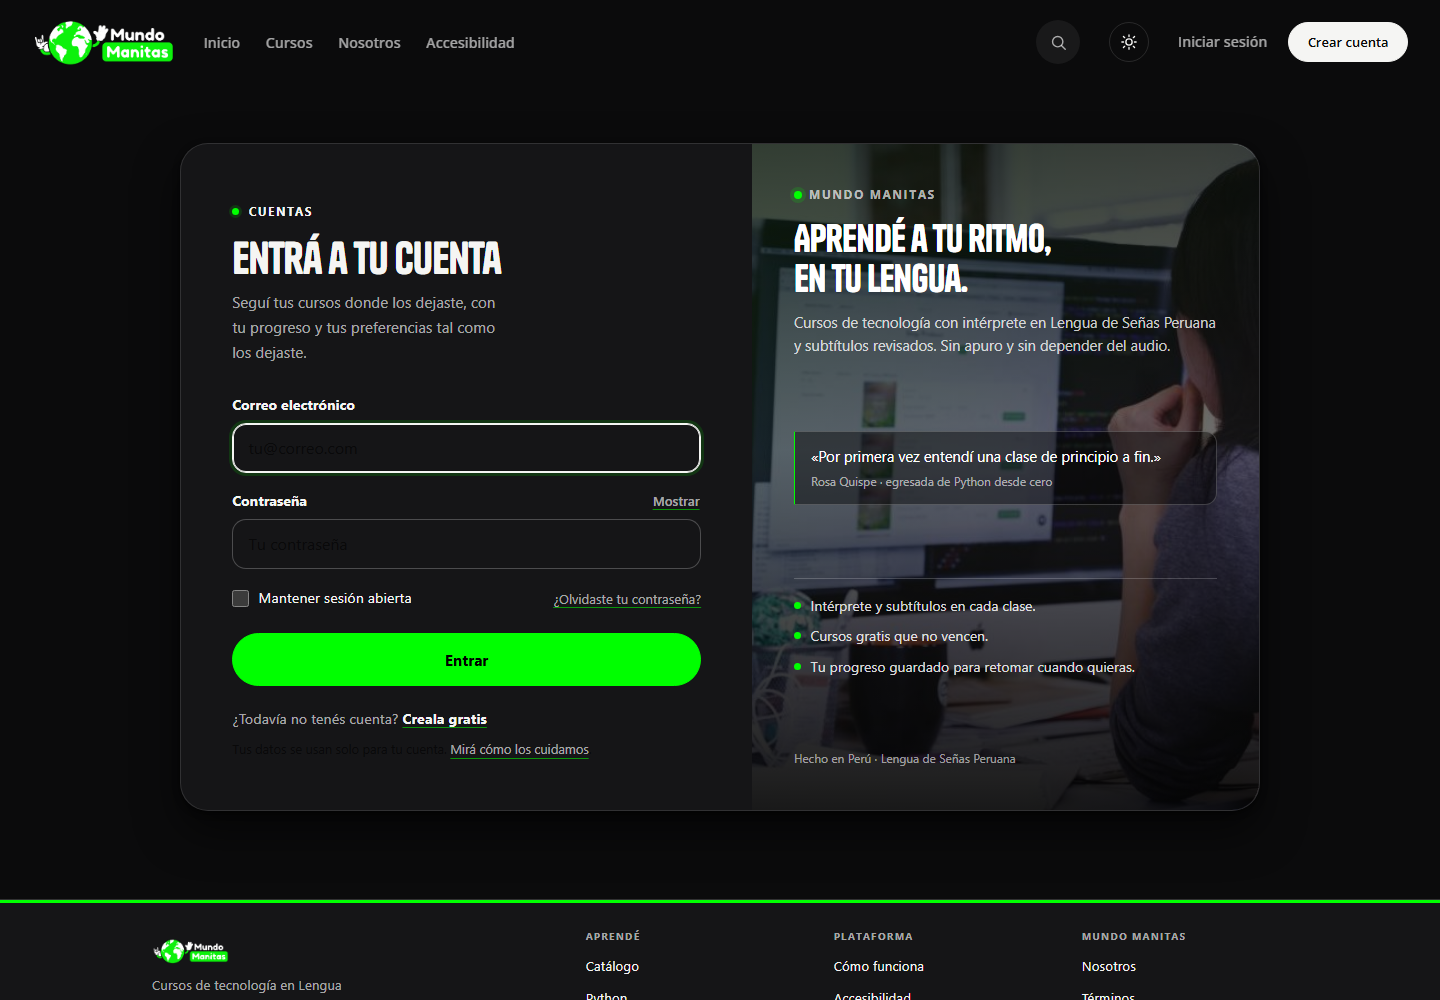 Mundo
Manitas
Inicio
Cursos
Nosotros
Accesibilidad
Iniciar sesión
Crear cuenta
CUENTAS
ENTRÁ A TU CUENTA
Seguí tus cursos donde los dejaste, con
tu progreso y tus preferencias tal como
los dejaste.
Correo electrónico
tu@correo.com
Contraseña
Mostrar
Tu contraseña
Mantener sesión abierta
¿Olvidaste tu contraseña?
Entrar
¿Todavía no tenés cuenta? Creala gratis
Tus datos se usan solo para tu cuenta. Mirá cómo los cuidamos
MUNDO MANITAS
APRENDÉ A TU RITMO,
EN TU LENGUA.
Cursos de tecnología con intérprete en Lengua de Señas Peruana
y subtítulos revisados. Sin apuro y sin depender del audio.
«Por primera vez entendí una clase de principio a fin.»
Rosa Quispe · egresada de Python desde cero
Intérprete y subtítulos en cada clase.
Cursos gratis que no vencen.
Tu progreso guardado para retomar cuando quieras.
Hecho en Perú · Lengua de Señas Peruana
Mundo
Manitas
Cursos de tecnología en Lengua
APRENDÉ
Catálogo
Python
PLATAFORMA
Cómo funciona
Accesibilidad
MUNDO MANITAS
Nosotros
Términos